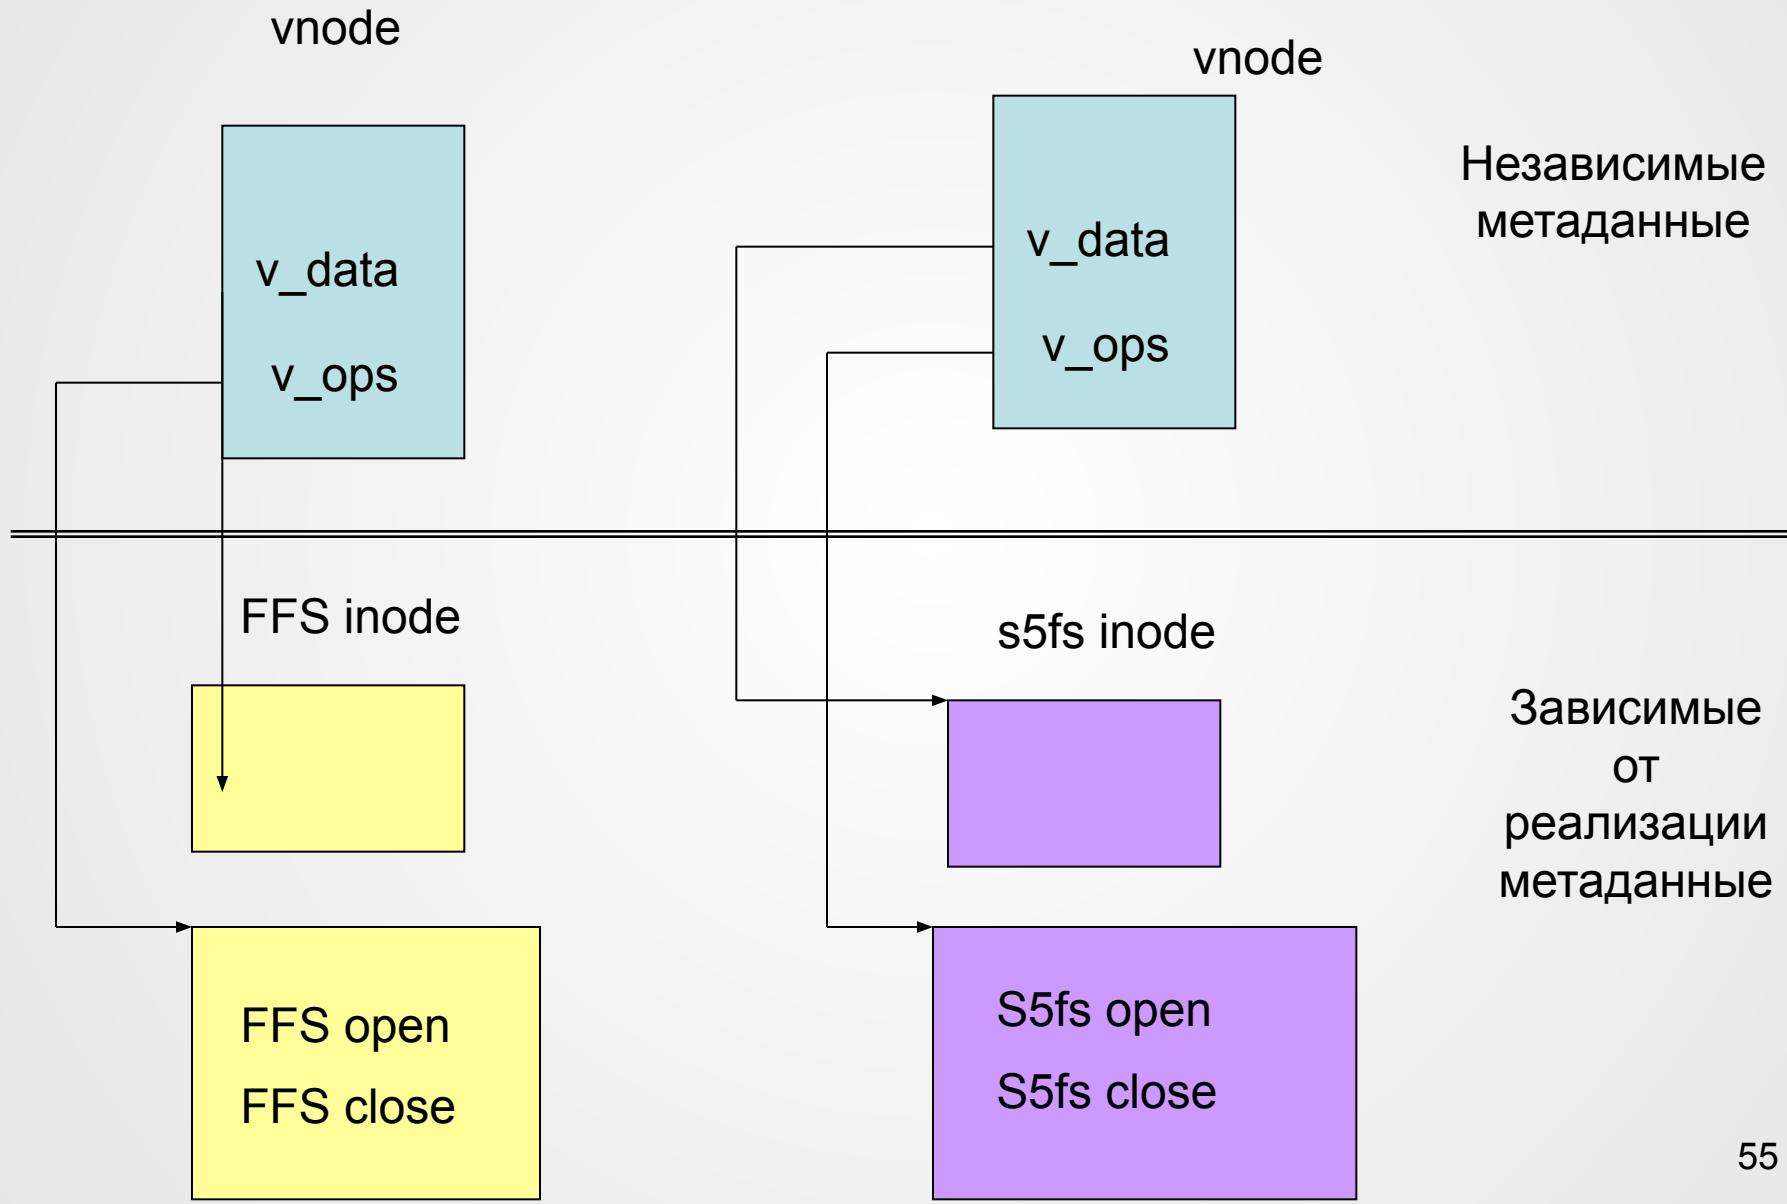 vnode
vnode
Независимые
метаданные
v_data
v_ops
v_data
v_ops
FFS inode
s5fs inode
Зависимые
от
реализации
метаданные
FFS open
FFS close
S5fs open
S5fs close
55